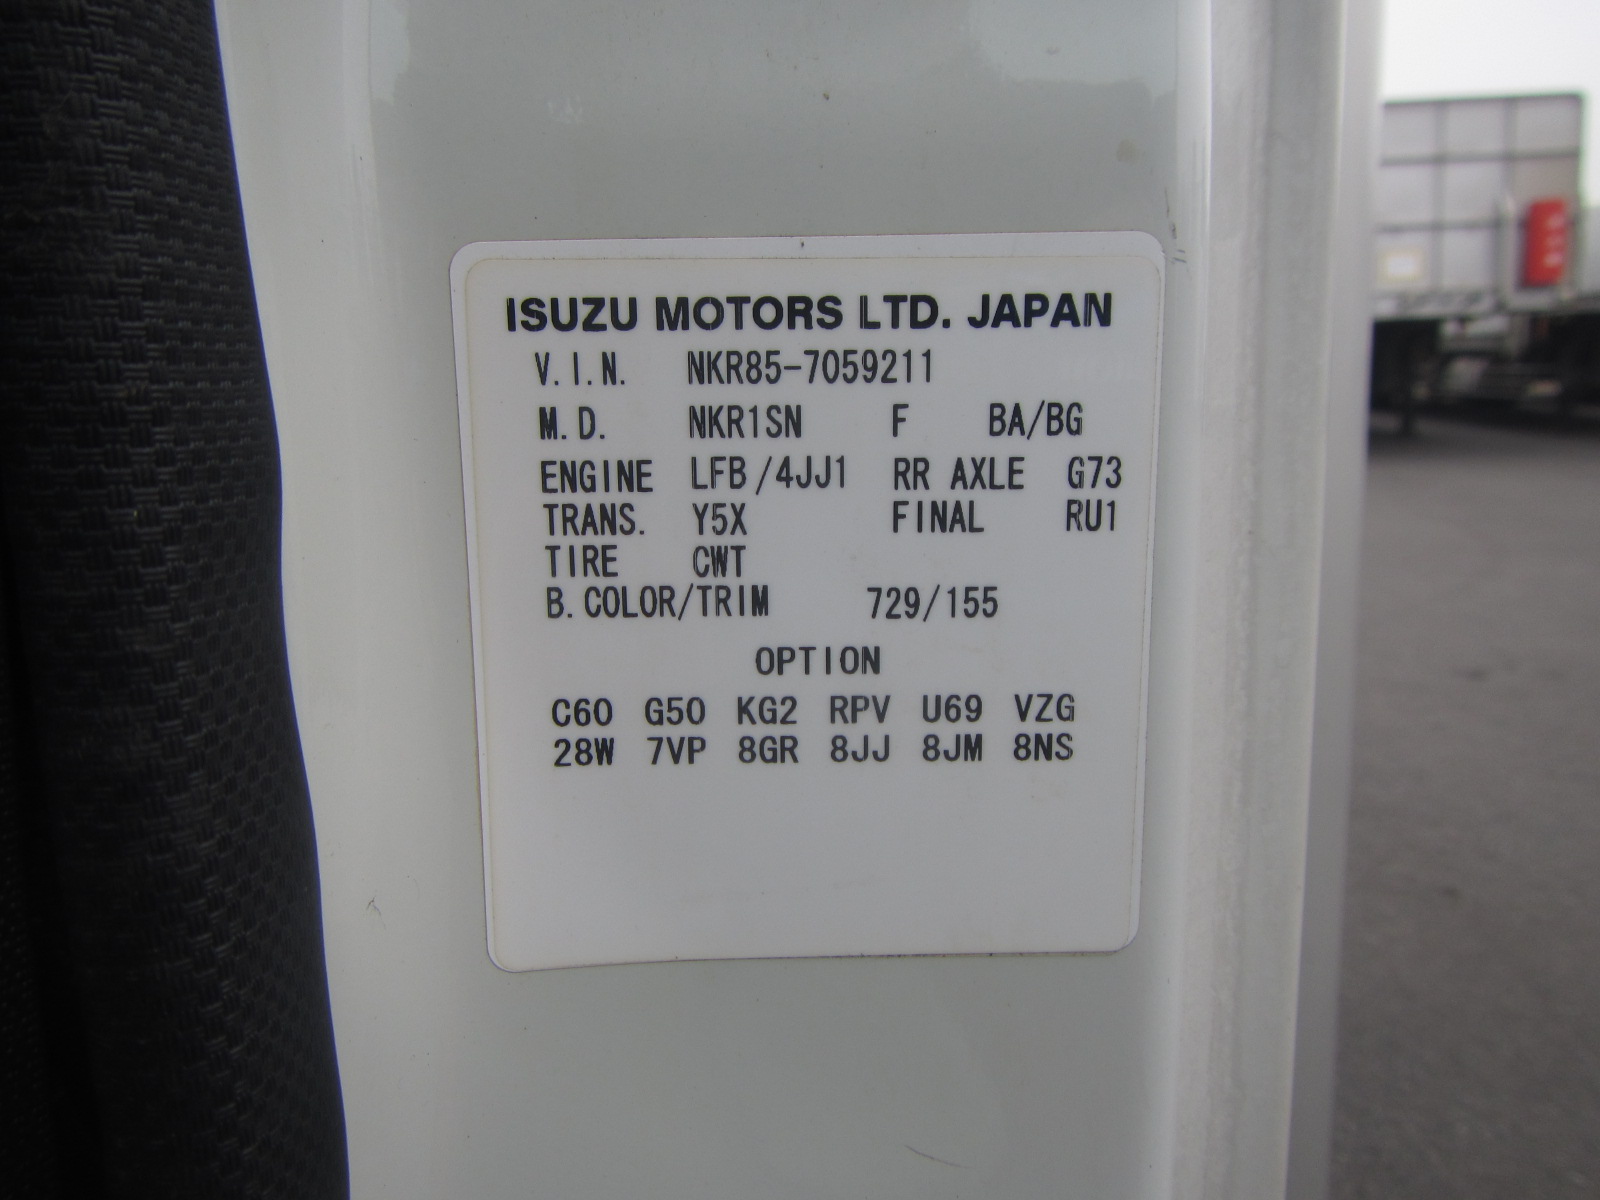 ISUZU MOTORS LTD. JAPAN
V.I.N. NKR85-7059211
M.D. NKR1SN F BA/BG
ENGINE LFB/4JJ1 RR AXLE G73
TRANS. Y5X FINAL RU1
TIRE CWT
B.COLOR/TRIM 729/155
OPTION
C60 G50 KG2 RPV U69 VZG
28W 7VP 8GR 8JJ 8JM 8NS